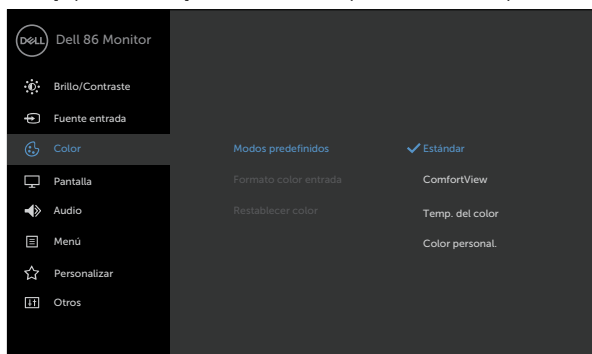 DELL Dell 86 Monitor
Brillo/Contraste
Fuente entrada
Color Modos predefinidos Estándar
Pantalla Formato color entrada ComfortView
Audio Restablecer color Temp. del color
Menú Color personal.
Personalizar
Otros